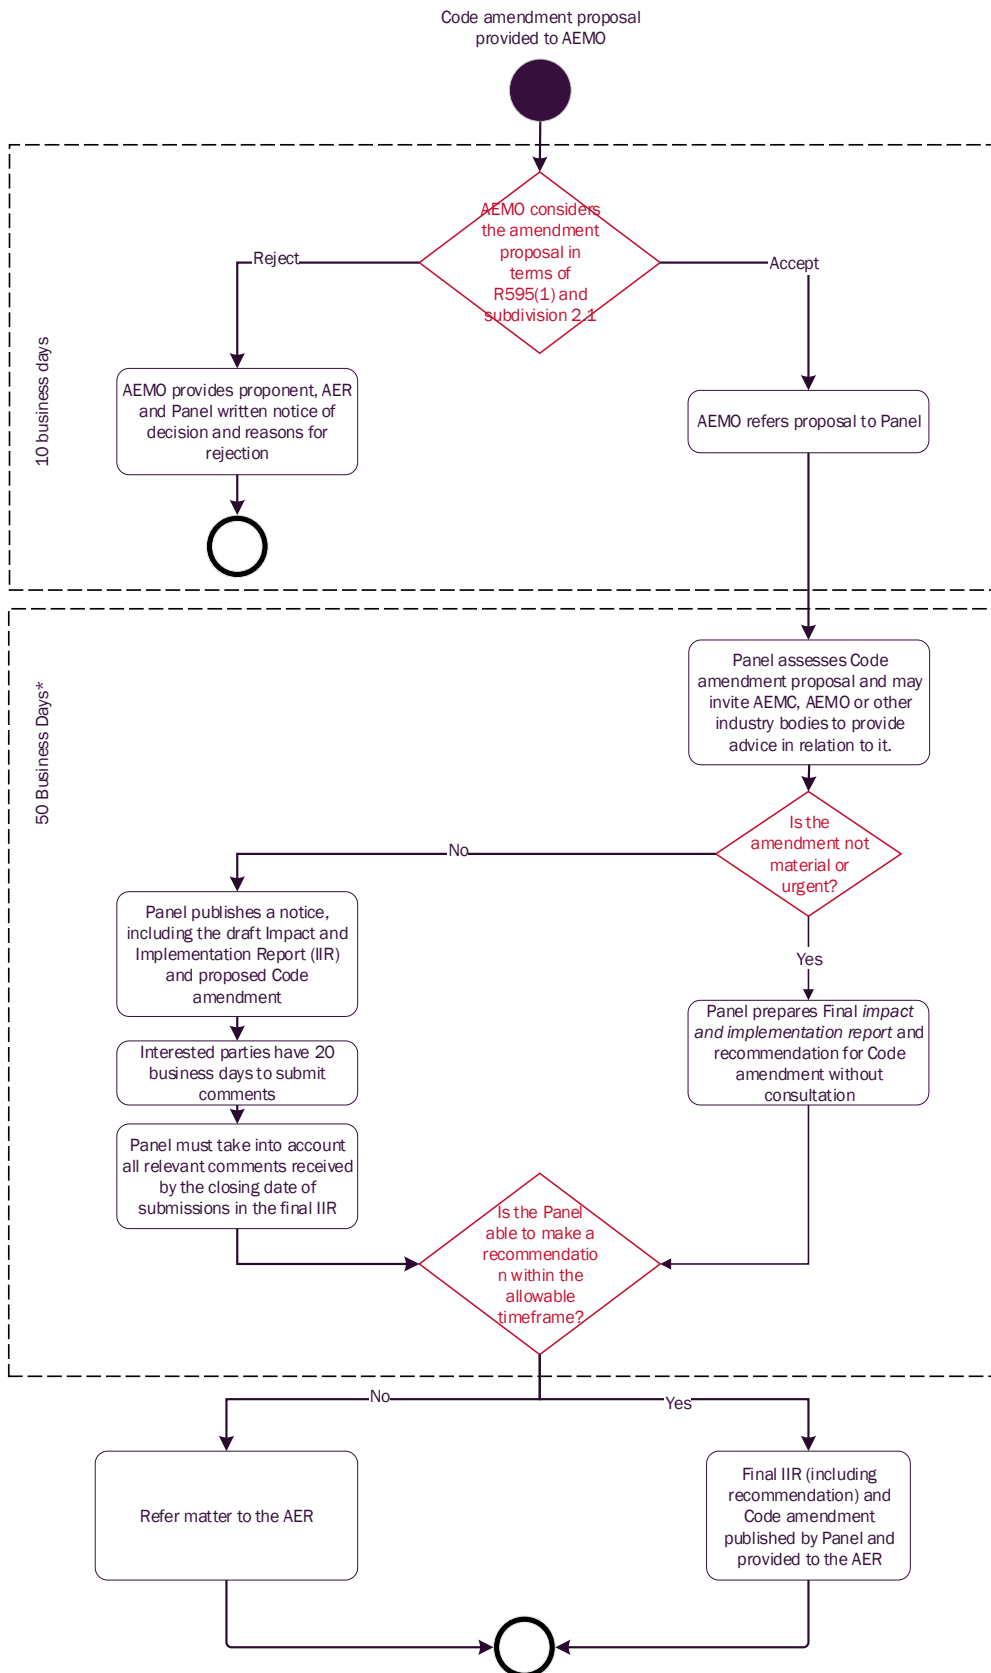 Code amendment proposal
provided to AEMO
AEMO considers
the amendment
proposal in
terms of
R595(1) and
subdivision 2.1
Reject
Accept
10 business days
AEMO provides proponent, AER
and Panel written notice of
decision and reasons for
rejection
AEMO refers proposal to Panel
50 Business Days*
Panel assesses Code
amendment proposal and may
invite AEMC, AEMO or other
industry bodies to provide
advice in relation to it.
Is the
amendment not
material or
urgent?
No
Yes
Panel publishes a notice,
including the draft Impact and
Implementation Report (IIR)
and proposed Code
amendment
Interested parties have 20
business days to submit
comments
Panel must take into account
all relevant comments received
by the closing date of
submissions in the final IIR
Panel prepares Final impact
and implementation report and
recommendation for Code
amendment without
consultation
Is the Panel
able to make a
recommendatio
n within the
allowable
timeframe?
No
Yes
Refer matter to the AER
Final IIR (including
recommendation) and
Code amendment
published by Panel and
provided to the AER